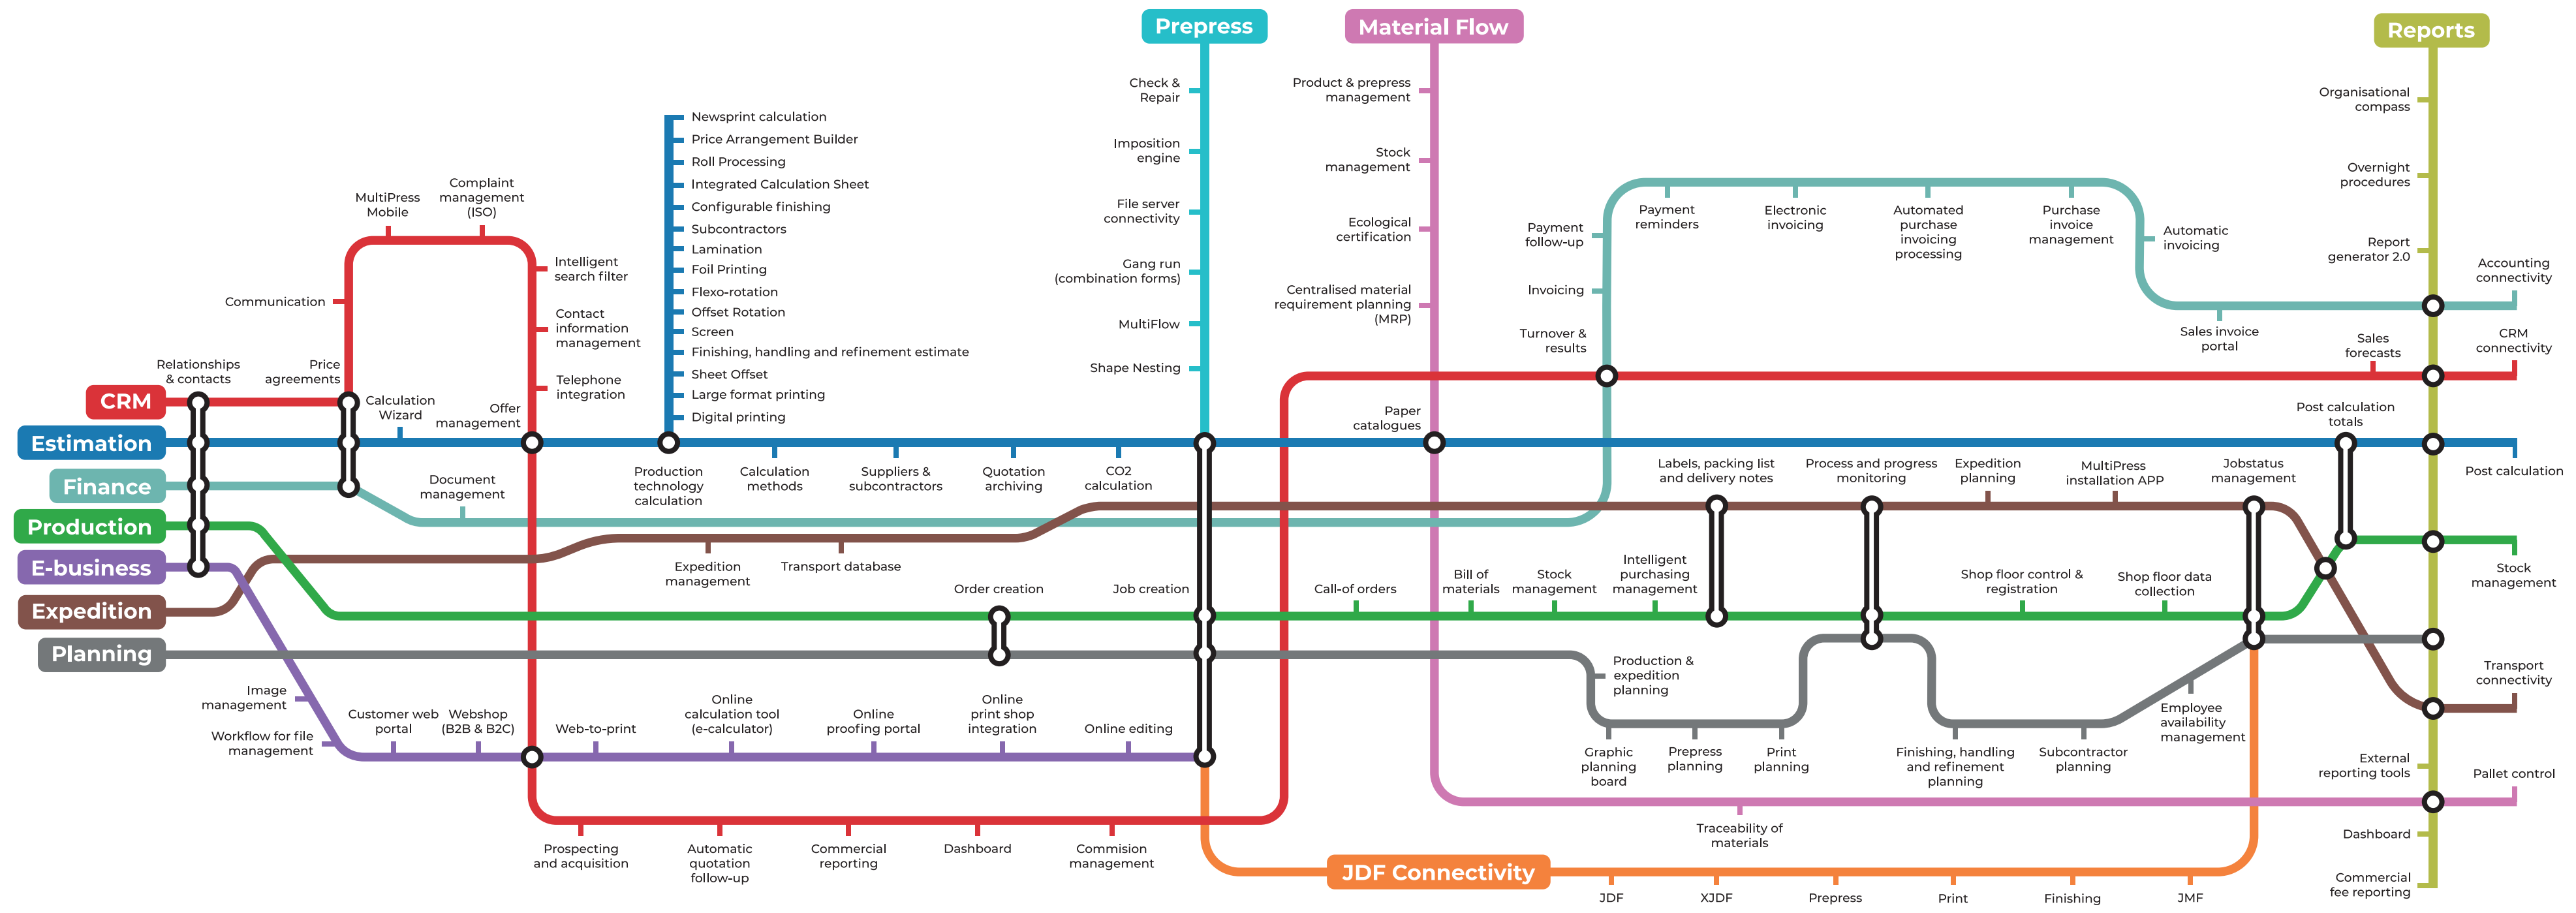 Prepress
Material Flow
Reports
Check &
Repair
Imposition
engine
File server
connectivity
Gang run
(combination forms)
MultiFlow
Shape Nesting
Product & prepress
management
Stock
management
Ecological
certification
Centralised material
requirement planning
(MRP)
Paper
catalogues
Organisational
compass
Overnight
procedures
Report
generator 2.0
Newsprint calculation
Price Arrangement Builder
Roll Processing
Integrated Calculation Sheet
Configurable finishing
Subcontractors
Lamination
Foil Printing
Flexo-rotation
Offset Rotation
Screen
Finishing, handling and refinement estimate
Sheet Offset
Large format printing
Digital printing
MultiPress
Mobile
Complaint
management
(ISO)
Communication
Intelligent
search filter
Contact
information
management
Telephone
integration
Relationships
& contacts
Price
agreements
Calculation
Wizard
Offer
management
Payment
follow-up
Invoicing
Turnover &
results
Payment
reminders
Electronic
invoicing
Automated
purchase
invoicing
processing
Purchase
invoice
management
Automatic
invoicing
Sales invoice
portal
Accounting
connectivity
Sales
forecasts
CRM
connectivity
CRM
Estimation
Finance
Production
E-business
Expedition
Planning
Document
management
Production
technology
calculation
Calculation
methods
Suppliers &
subcontractors
Quotation
archiving
CO2
calculation
Post calculation
totals
Post calculation
Labels, packing list
and delivery notes
Process and progress
monitoring
Expedition
planning
MultiPress
installation APP
Jobstatus
management
Expedition
management
Transport database
Order creation
Job creation
Call-of orders
Bill of
materials
Stock
management
Intelligent
purchasing
management
Shop floor control &
registration
Shop floor data
collection
Stock
management
Production &
expedition
planning
Transport
connectivity
Image
management
Workflow for file
management
Customer web
portal
Webshop
(B2B & B2C)
Web-to-print
Online
calculation tool
(e-calculator)
Online
proofing portal
Online
print shop
integration
Online editing
Graphic
planning
board
Prepress
planning
Print
planning
Finishing, handling
and refinement
planning
Subcontractor
planning
Employee
availability
management
External
reporting tools
Pallet control
Prospecting
and acquisition
Automatic
quotation
follow-up
Commercial
reporting
Dashboard
Commision
management
Traceability of
materials
Dashboard
Commercial
fee reporting
JDF Connectivity
JDF
XJDF
Prepress
Print
Finishing
JMF